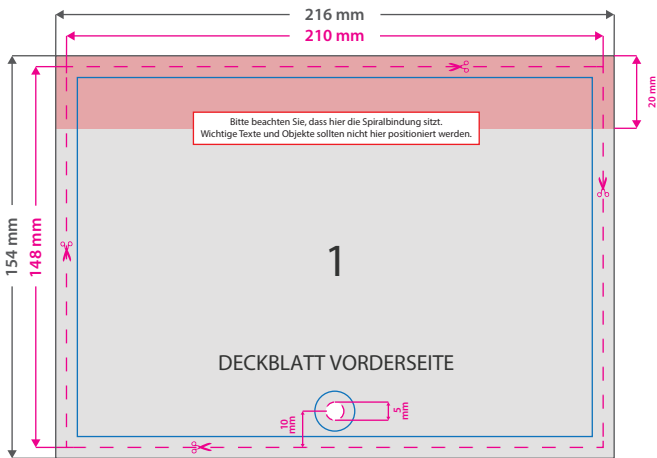 216 mm
210 mm
20 mm
Bitte beachten Sie, dass hier die Spiralbindung sitzt.
Wichtige Texte und Objekte sollten nicht hier positioniert werden.
154 mm
148 mm
1
DECKBLATT VORDERSEITE
10
mm
5
mm